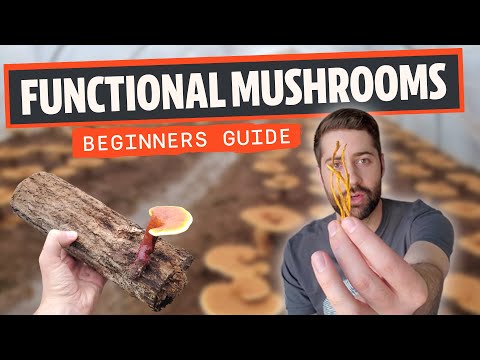 FUNCTIONAL MUSHROOMS
BEGINNERS GUIDE